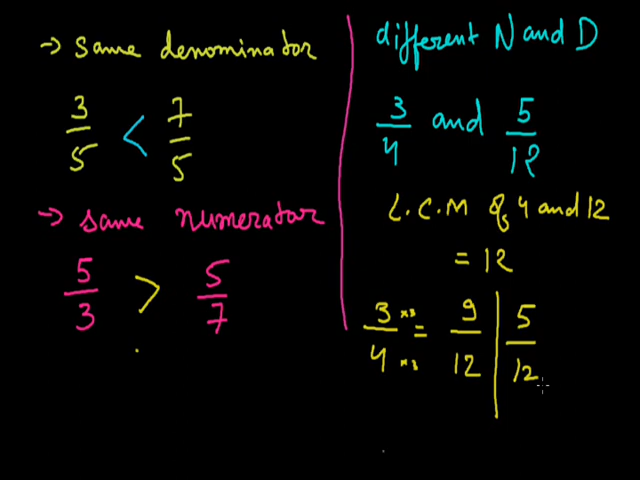 → same denominator
3/5 < 7/5
→ same numerator
5/3 > 5/7
different N and D
3/4 and 5/12
L.C.M of 4 and 12
= 12
3/4 ×3 ×3 = 9/12 | 5/12